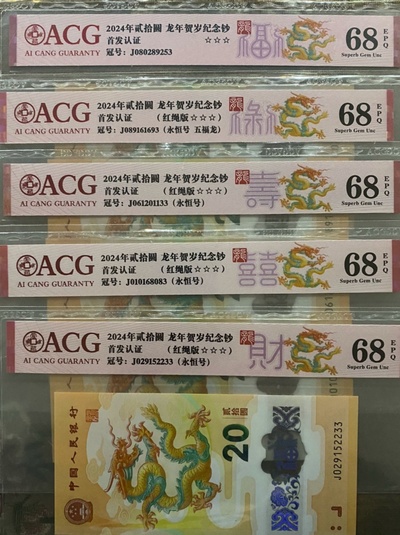 ACG
AI CANG GUARANTY
2024年贰拾圆 龙年贺岁纪念钞
首发认证 ☆☆☆
冠号：J080289253
福
68 EPQ
Superb Gem Unc
ACG
AI CANG GUARANTY
2024年贰拾圆 龙年贺岁纪念钞
首发认证 （红绳版☆☆☆）
冠号：J089161693（永恒号 五福龙）
禄
68 EPQ
Superb Gem Unc
ACG
AI CANG GUARANTY
2024年贰拾圆 龙年贺岁纪念钞
首发认证 （红绳版☆☆☆）
冠号：J061201133（永恒号）
壽
68 EPQ
Superb Gem Unc
ACG
AI CANG GUARANTY
2024年贰拾圆 龙年贺岁纪念钞
首发认证 （红绳版☆☆☆）
冠号：J010168083（永恒号）
囍
68 EPQ
Superb Gem Unc
ACG
AI CANG GUARANTY
2024年贰拾圆 龙年贺岁纪念钞
首发认证 （红绳版☆☆☆）
冠号：J029152233（永恒号）
財
68 EPQ
Superb Gem Unc
中国人民银行
贰拾圆
20
J029152233